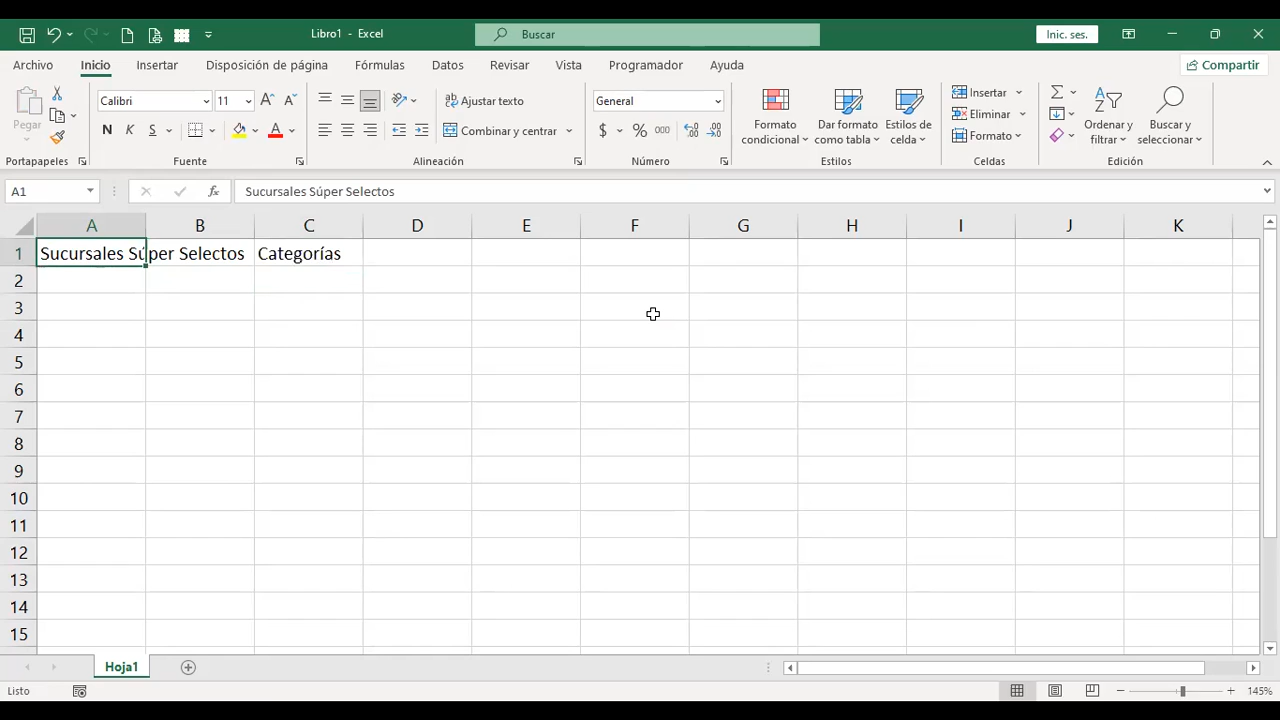 Libro1 - Excel
Buscar
Inic. ses.
Archivo
Inicio
Insertar
Disposición de página
Fórmulas
Datos
Revisar
Vista
Programador
Ayuda
Compartir
Pegar
Portapapeles
Calibri
11
N K S
Fuente
ab Ajustar texto
Combinar y centrar
Alineación
General
$ % 000
Número
Formato condicional
Dar formato como tabla
Estilos de celda
Estilos
Insertar
Eliminar
Formato
Celdas
Ordenar y filtrar
Buscar y seleccionar
Edición
A1
fx
Sucursales Súper Selectos
A B C D E F G H I J K
1 Sucursales Súper Selectos Categorías
2
3
4
5
6
7
8
9
10
11
12
13
14
15
Hoja1
Listo
145%